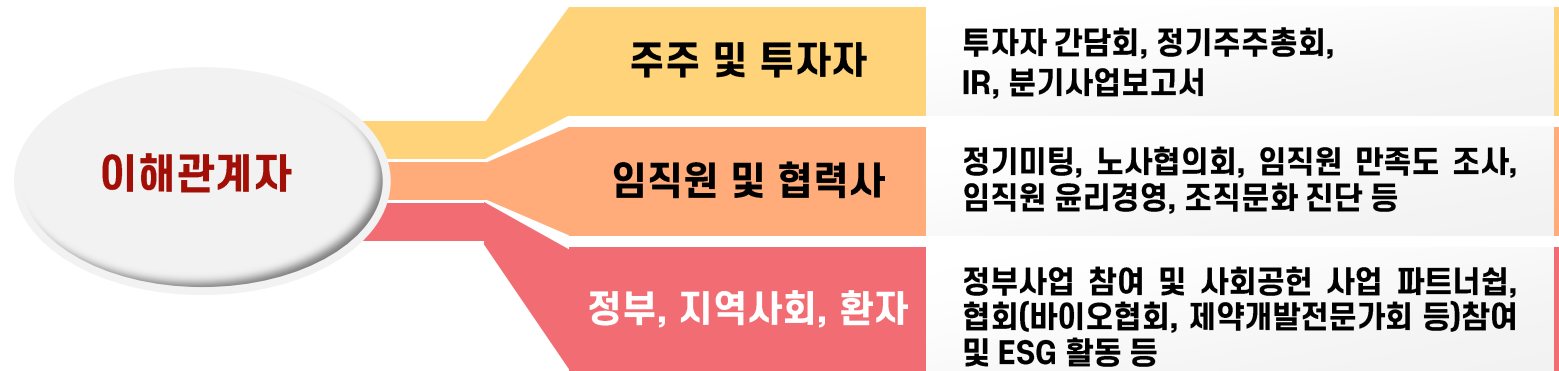 이해관계자
주주 및 투자자
투자자 간담회, 정기주주총회,
IR, 분기사업보고서
임직원 및 협력사
정기미팅, 노사협의회, 임직원 만족도 조사,
임직원 윤리경영, 조직문화 진단 등
정부, 지역사회, 환자
정부사업 참여 및 사회공헌 사업 파트너쉽,
협회(바이오협회, 제약개발전문가회 등)참여
및 ESG 활동 등